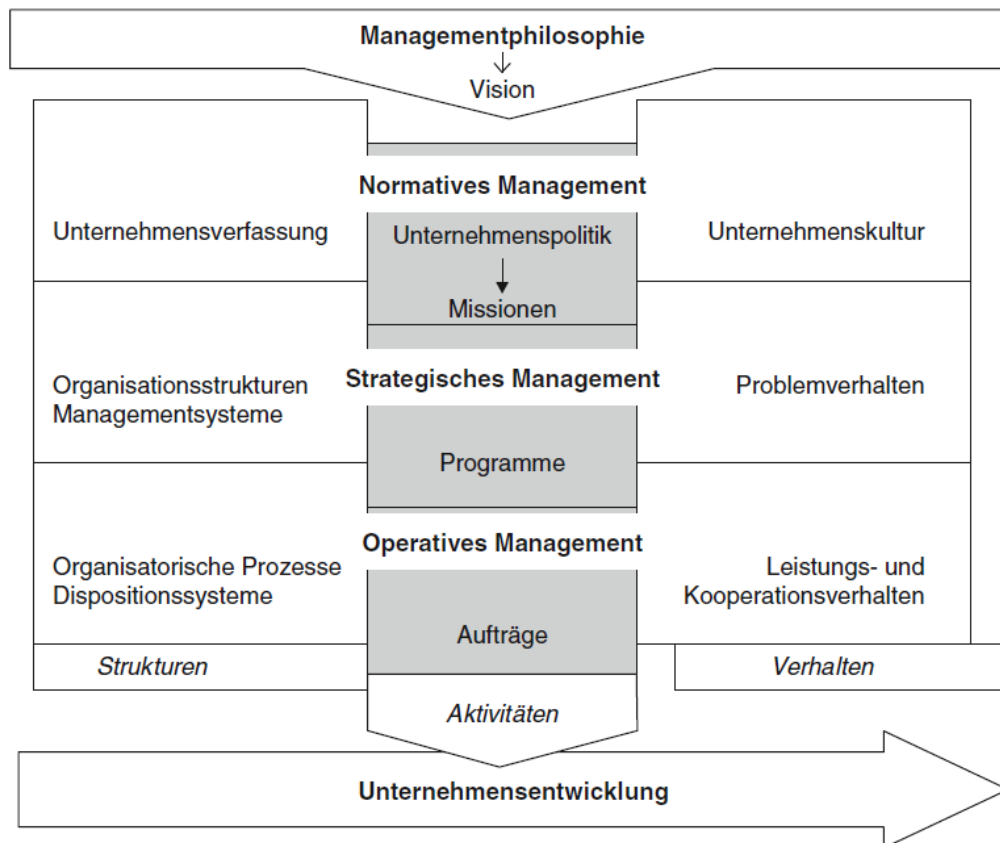 Managementphilosophie
Vision
Normatives Management
Unternehmensverfassung
Unternehmenspolitik
Unternehmenskultur
Missionen
Organisationsstrukturen
Managementsysteme
Strategisches Management
Problemverhalten
Programme
Operatives Management
Organisatorische Prozesse
Dispositionssysteme
Leistungs- und
Kooperationsverhalten
Aufträge
Strukturen
Verhalten
Aktivitäten
Unternehmensentwicklung